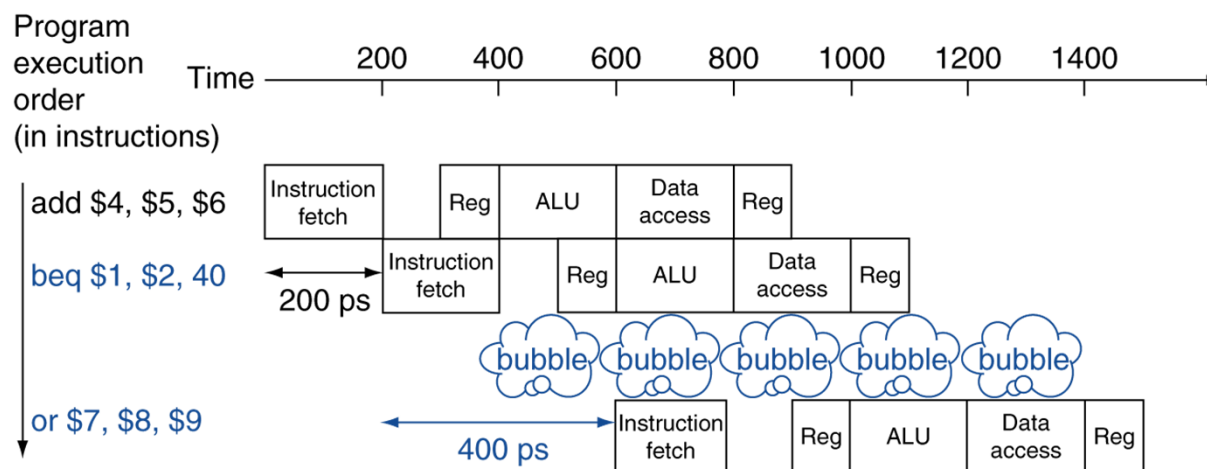 Program
execution
order
(in instructions)
Time
200 400 600 800 1000 1200 1400
add $4, $5, $6
Instruction
fetch
Reg
ALU
Data
access
Reg
beq $1, $2, 40
200 ps
Instruction
fetch
Reg
ALU
Data
access
Reg
bubble bubble bubble bubble bubble
or $7, $8, $9
400 ps
Instruction
fetch
Reg
ALU
Data
access
Reg